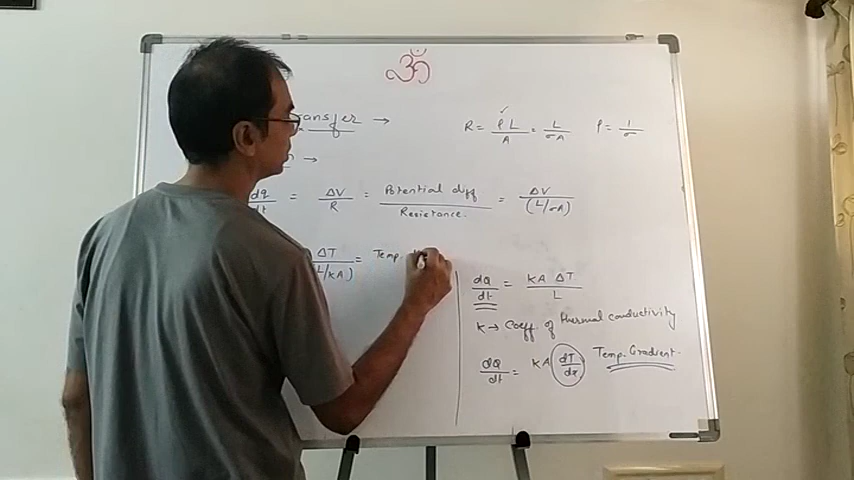 ॐ
ansfer →
R = ρL/A = L/σA ρ = 1/σ
n →
dq/dt = ΔV/R = Potential diff/Resistance. = ΔV/(L/σA)
ΔT/(L/KA) = Temp.
dQ/dt = KA ΔT/L
K → Coeff of thermal conductivity
dQ/dt = KA dT/dx Temp. Gradient.